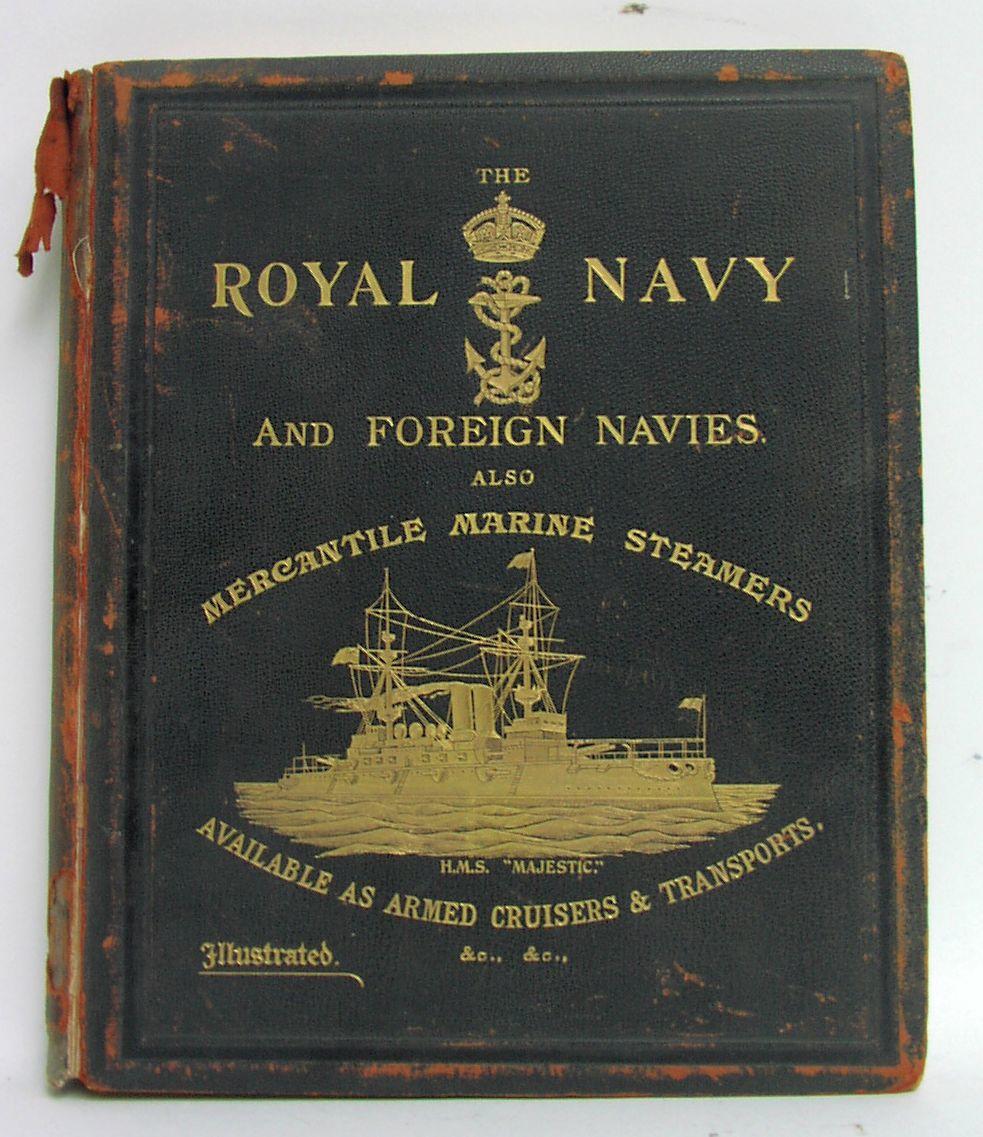 THE
ROYAL NAVY
AND FOREIGN NAVIES.
ALSO
MERCANTILE MARINE STEAMERS
H.M.S. "MAJESTIC."
AVAILABLE AS ARMED CRUISERS & TRANSPORTS.
Illustrated. &c., &c.,